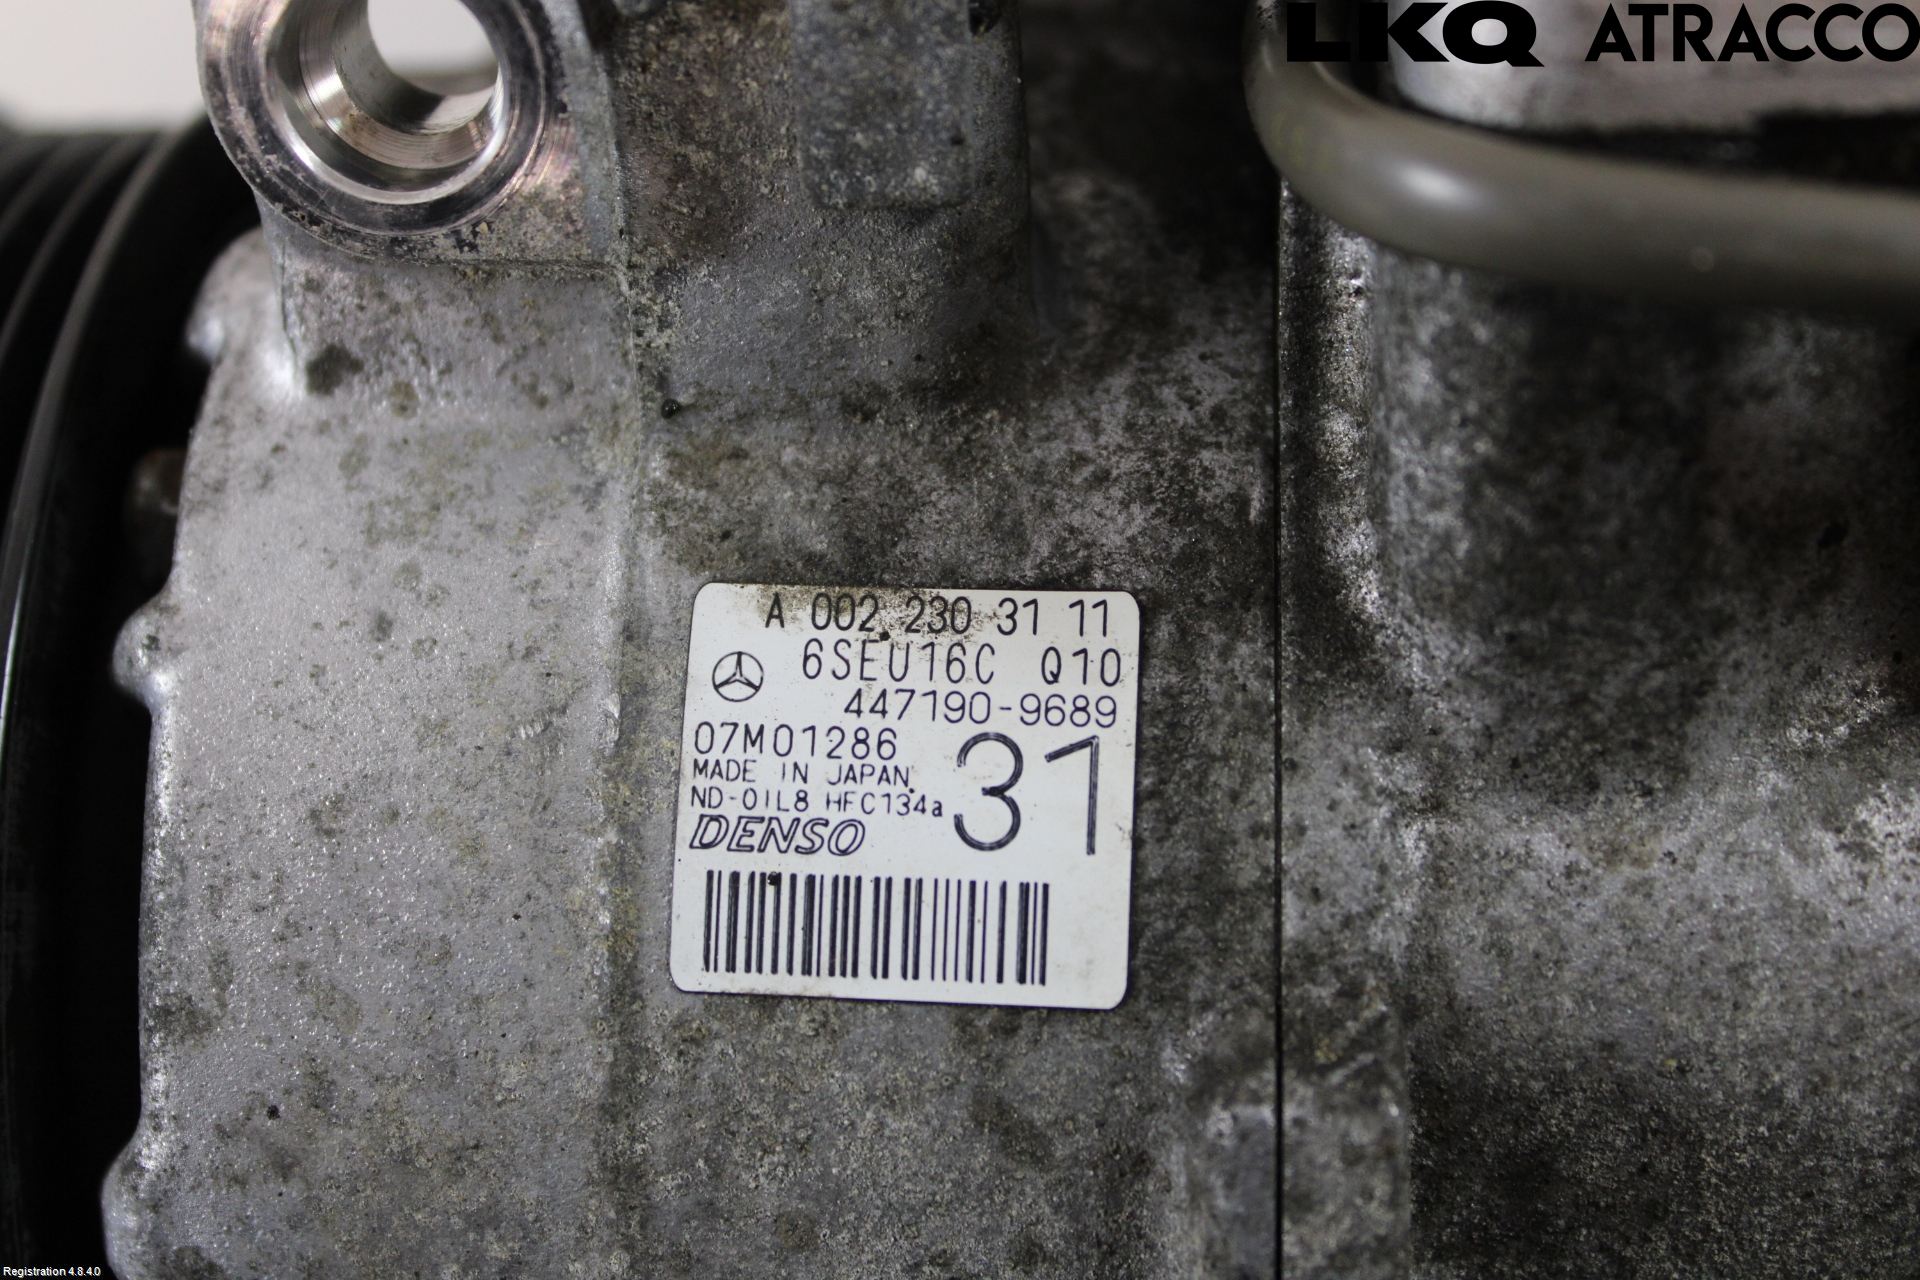 LKQ ATRACCO
A 002 230 31 11
6SEU16C Q10
447190-9689
07M01286
31
MADE IN JAPAN
ND-OIL8 HFC134a
DENSO
Registration 4.8.4.0